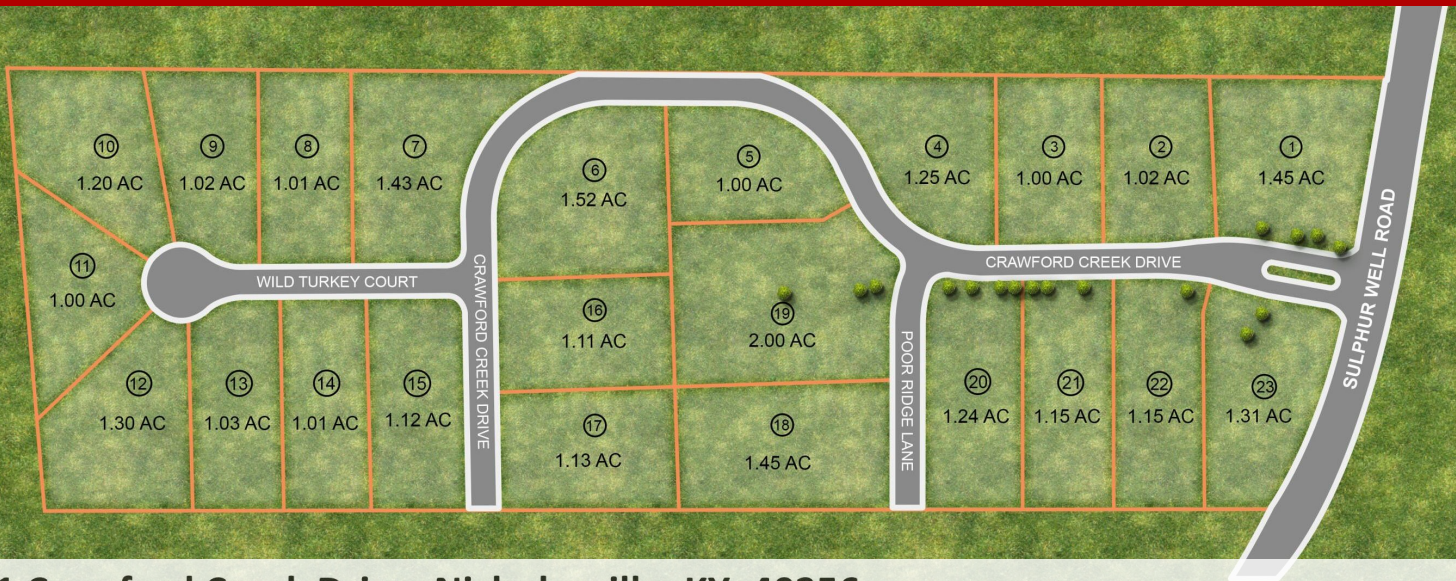 10
1.20 AC
9
1.02 AC
8
1.01 AC
7
1.43 AC
6
1.52 AC
5
1.00 AC
4
1.25 AC
3
1.00 AC
2
1.02 AC
1
1.45 AC
11
1.00 AC
WILD TURKEY COURT
CRAWFORD CREEK DRIVE
16
1.11 AC
19
2.00 AC
CRAWFORD CREEK DRIVE
POOR RIDGE LANE
SULPHUR WELL ROAD
12
1.30 AC
13
1.03 AC
14
1.01 AC
15
1.12 AC
17
1.13 AC
18
1.45 AC
20
1.24 AC
21
1.15 AC
22
1.15 AC
23
1.31 AC